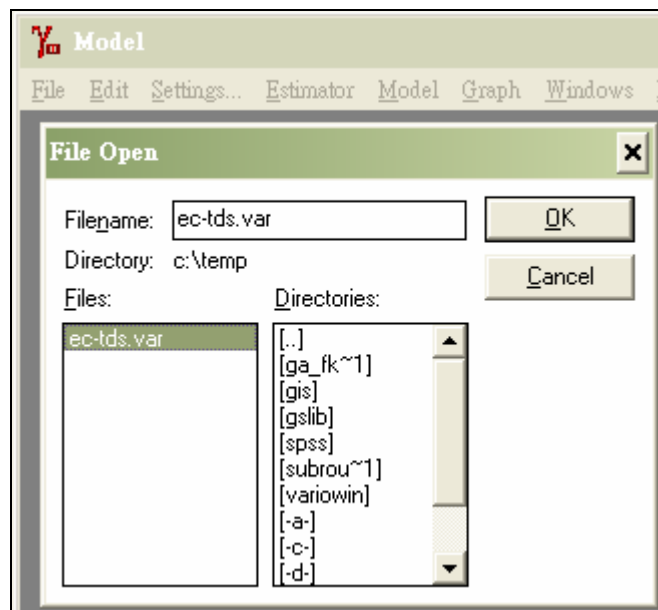 Model
File Edit Settings... Estimator Model Graph Windows
File Open
Filename: ec-tds.var
OK
Directory: c:\temp
Cancel
Files: Directories:
ec-tds.var
[..]
[ga_fk~1]
[gis]
[gslib]
[spss]
[subrou~1]
[variowin]
[-a-]
[-c-]
[-d-]